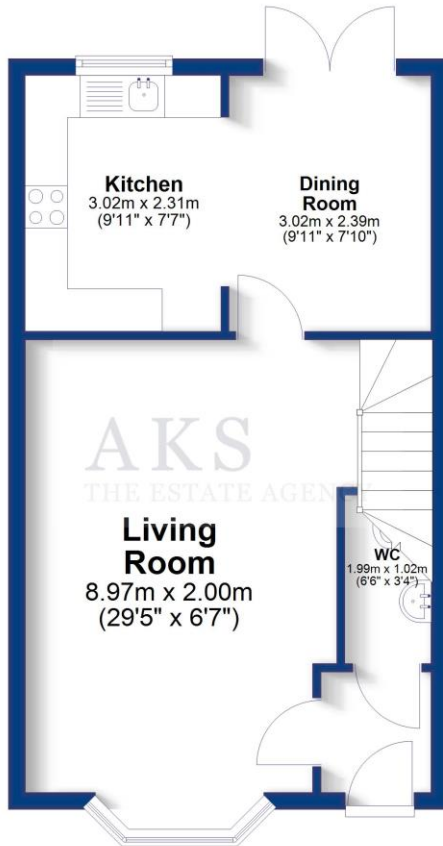 Kitchen
3.02m x 2.31m
(9'11" x 7'7")
Dining
Room
3.02m x 2.39m
(9'11" x 7'10")
AKS
THE ESTATE AGENCY
Living
Room
8.97m x 2.00m
(29'5" x 6'7")
WC
1.99m x 1.02m
(6'6" x 3'4")